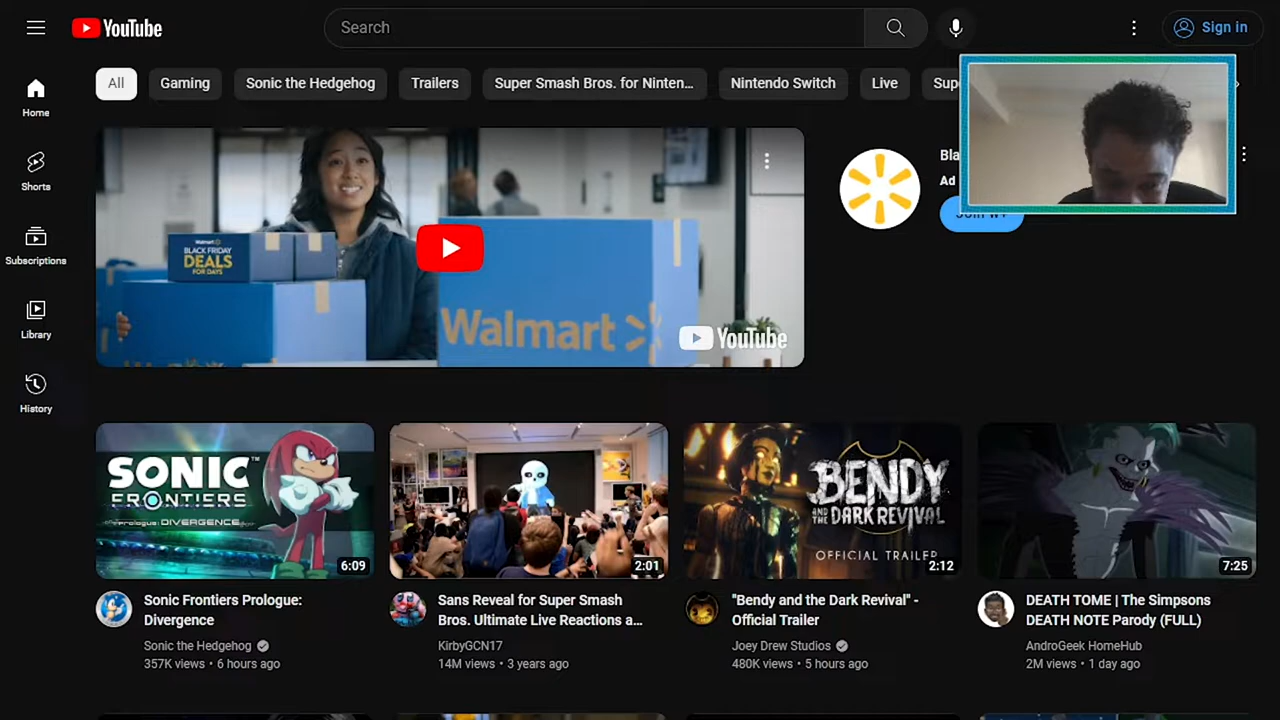 YouTube
Search
Sign in
All
Gaming
Sonic the Hedgehog
Trailers
Super Smash Bros. for Ninten...
Nintendo Switch
Live
Sup
Home
Shorts
Subscriptions
Library
History
Walmart
BLACK FRIDAY
DEALS
FOR DAYS
Walmart
YouTube
Bla
Ad
SONIC
FRONTIERS
the prologue: DIVERGENCE
6:09
2:01
BENDY
AND THE DARK REVIVAL
OFFICIAL TRAILER
2:12
7:25
Sonic Frontiers Prologue:
Divergence
Sonic the Hedgehog
357K views • 6 hours ago
Sans Reveal for Super Smash
Bros. Ultimate Live Reactions a...
KirbyGCN17
14M views • 3 years ago
"Bendy and the Dark Revival" -
Official Trailer
Joey Drew Studios
480K views • 5 hours ago
DEATH TOME | The Simpsons
DEATH NOTE Parody (FULL)
AndroGeek HomeHub
2M views • 1 day ago